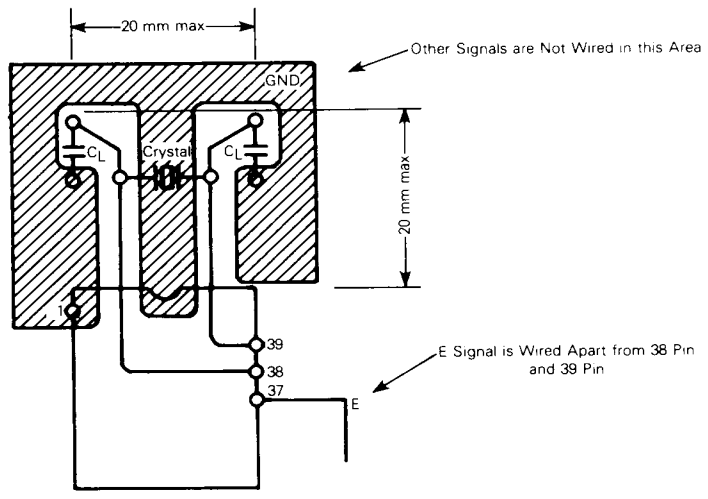 20 mm max
Other Signals are Not Wired in this Area
GND
CL
Crystal
CL
20 mm max
1
39
38
37
E
E Signal is Wired Apart from 38 Pin
and 39 Pin